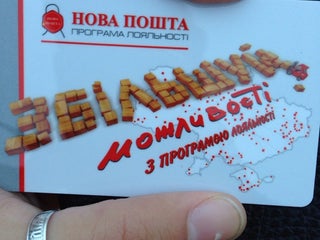 НОВА ПОШТА
ПРОГРАМА ЛОЯЛЬНОСТІ
ЗБІЛЬШУЙ
можливості
З ПРОГРАМОЮ ЛОЯЛЬНОСТІ